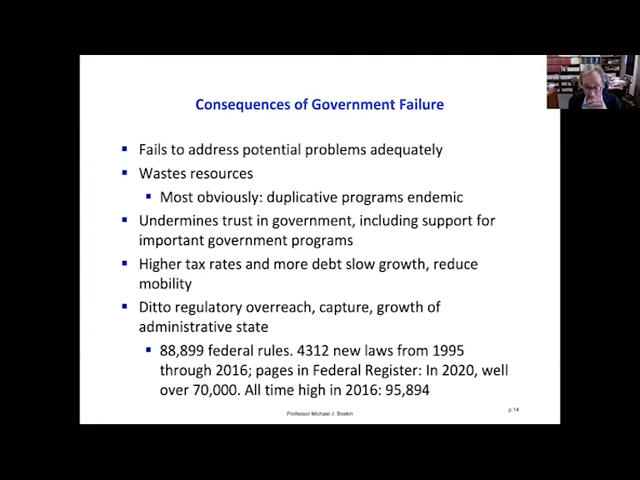 Consequences of Government Failure
Fails to address potential problems adequately
Wastes resources
Most obviously: duplicative programs endemic
Undermines trust in government, including support for
important government programs
Higher tax rates and more debt slow growth, reduce
mobility
Ditto regulatory overreach, capture, growth of
administrative state
88,899 federal rules. 4312 new laws from 1995
through 2016; pages in Federal Register: In 2020, well
over 70,000. All time high in 2016: 95,894
Professor Michael J. Boskin
p.14